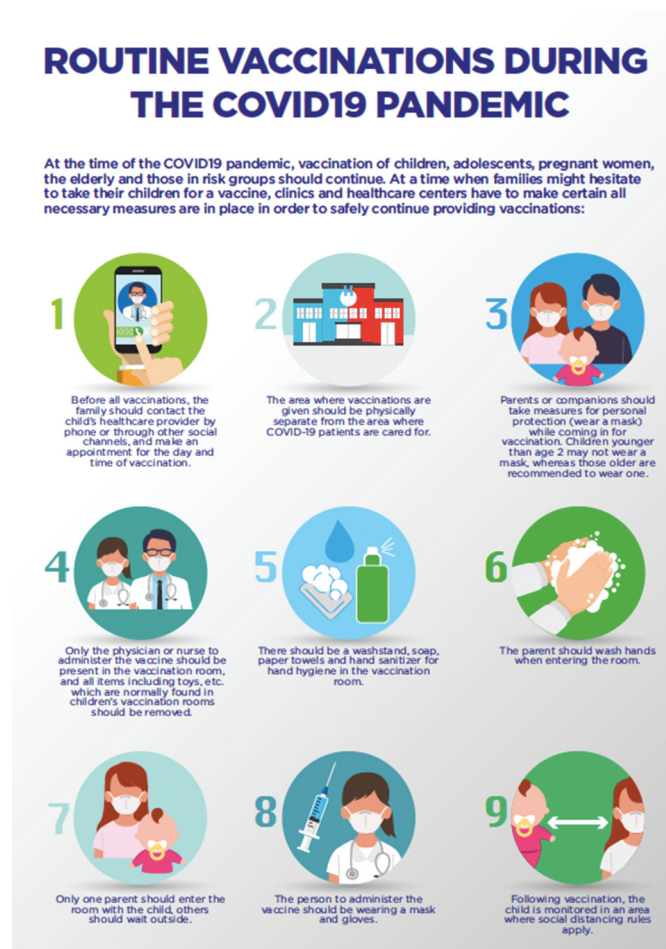 ROUTINE VACCINATIONS DURING
THE COVID19 PANDEMIC
At the time of the COVID19 pandemic, vaccination of children, adolescents, pregnant women,
the elderly and those in risk groups should continue. At a time when families might hesitate
to take their children for a vaccine, clinics and healthcare centers have to make certain all
necessary measures are in place in order to safely continue providing vaccinations:
1
Before all vaccinations, the
family should contact the
child's healthcare provider by
phone or through other social
channels, and make an
appointment for the day and
time of vaccination.
2
The area where vaccinations are
given should be physically
separate from the area where
COVID-19 patients are cared for.
3
Parents or companions should
take measures for personal
protection (wear a mask)
while coming in for
vaccination. Children younger
than age 2 may not wear a
mask, whereas those older are
recommended to wear one.
4
Only the physician or nurse to
administer the vaccine should be
present in the vaccination room,
and all items including toys, etc.
which are normally found in
children's vaccination rooms
should be removed.
5
There should be a washstand, soap,
paper towels and hand sanitizer for
hand hygiene in the vaccination
room.
6
The parent should wash hands
when entering the room.
7
Only one parent should enter the
room with the child, others
should wait outside.
8
The person to administer the
vaccine should be wearing a mask
and gloves.
9
Following vaccination, the
child is monitored in an area
where social distancing rules
apply.